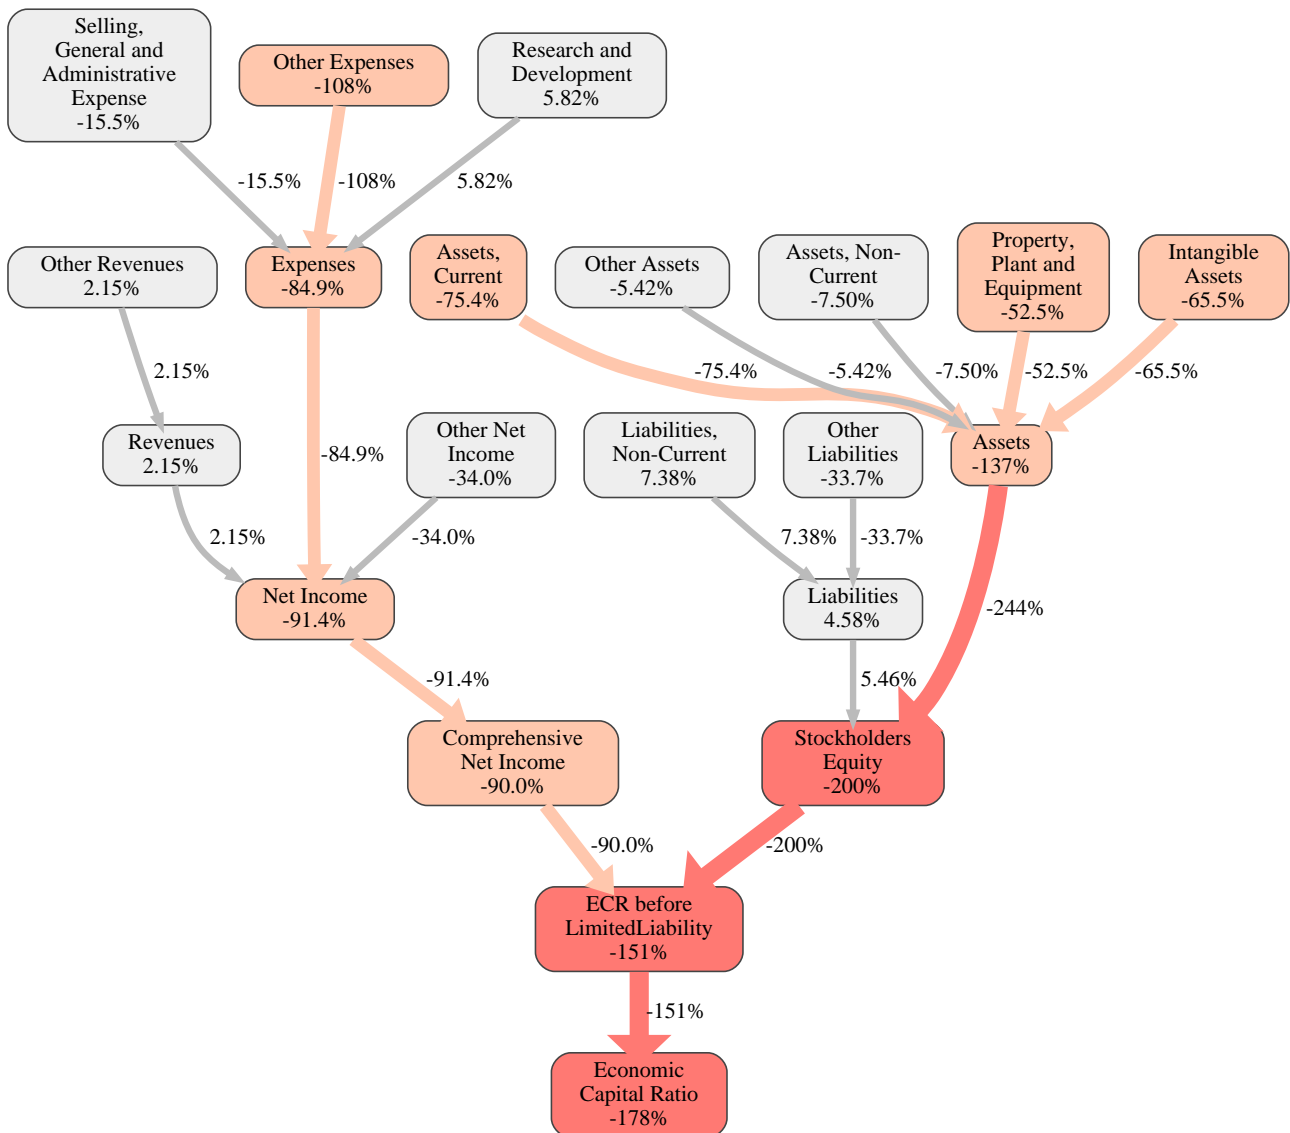 Selling,
General and
Administrative
Expense
-15.5%
Other Expenses
-108%
Research and
Development
5.82%
-15.5%
-108%
5.82%
Other Revenues
2.15%
Expenses
-84.9%
Assets,
Current
-75.4%
Other Assets
-5.42%
Assets, Non-
Current
-7.50%
Property,
Plant and
Equipment
-52.5%
Intangible
Assets
-65.5%
2.15%
-75.4%
-5.42%
-7.50%
-52.5%
-65.5%
Revenues
2.15%
-84.9%
Other Net
Income
-34.0%
Liabilities,
Non-Current
7.38%
Other
Liabilities
-33.7%
Assets
-137%
2.15%
-34.0%
7.38%
-33.7%
Net Income
-91.4%
Liabilities
4.58%
-244%
-91.4%
5.46%
Comprehensive
Net Income
-90.0%
Stockholders
Equity
-200%
-90.0%
-200%
ECR before
LimitedLiability
-151%
-151%
Economic
Capital Ratio
-178%